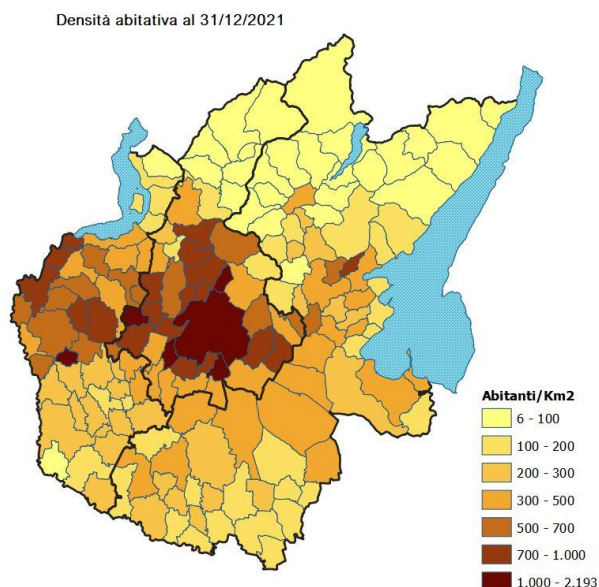 Densità abitativa al 31/12/2021
Abitanti/Km2
6 - 100
100 - 200
200 - 300
300 - 500
500 - 700
700 - 1.000
1.000 - 2.193